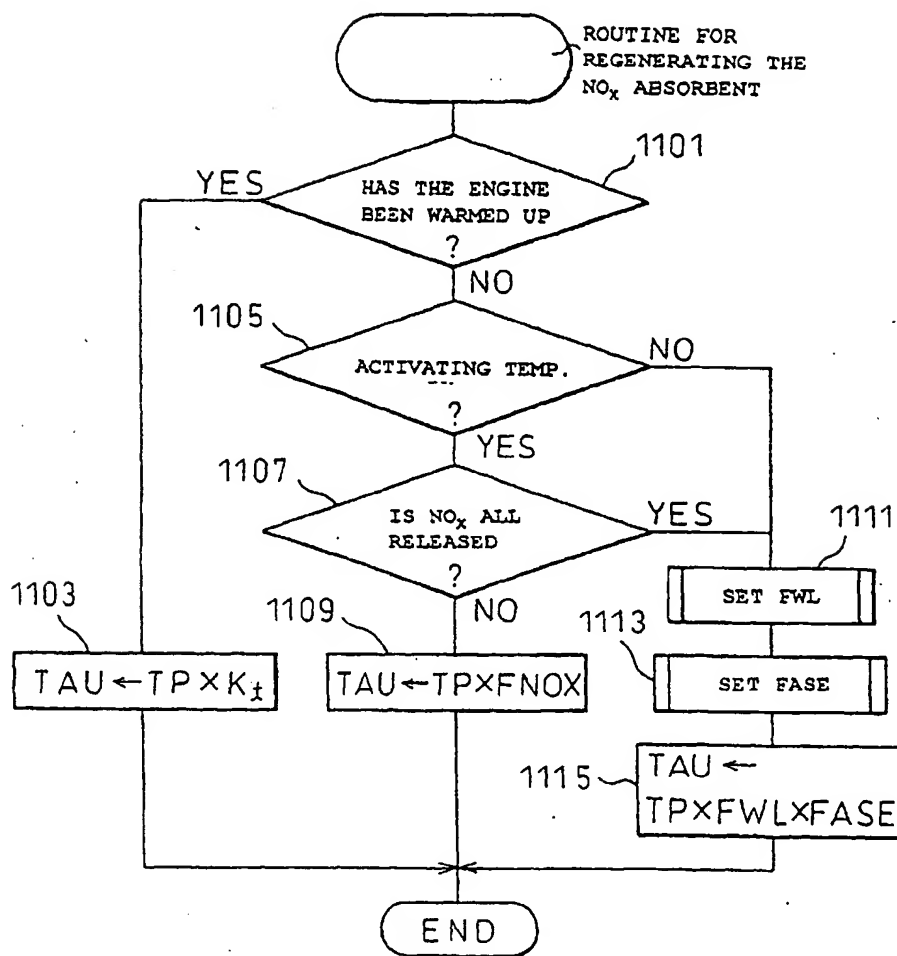 ROUTINE FOR
REGENERATING THE
NOₓ ABSORBENT
1101
YES
HAS THE ENGINE
BEEN WARMED UP
?
NO
1105
ACTIVATING TEMP.
?
NO
YES
1107
IS NOₓ ALL
RELEASED
?
YES
NO
1111
SET FWL
1113
SET FASE
1103
TAU←TP×Kt
1109
TAU←TP×FNOX
1115
TAU ←
TP×FWL×FASE
END